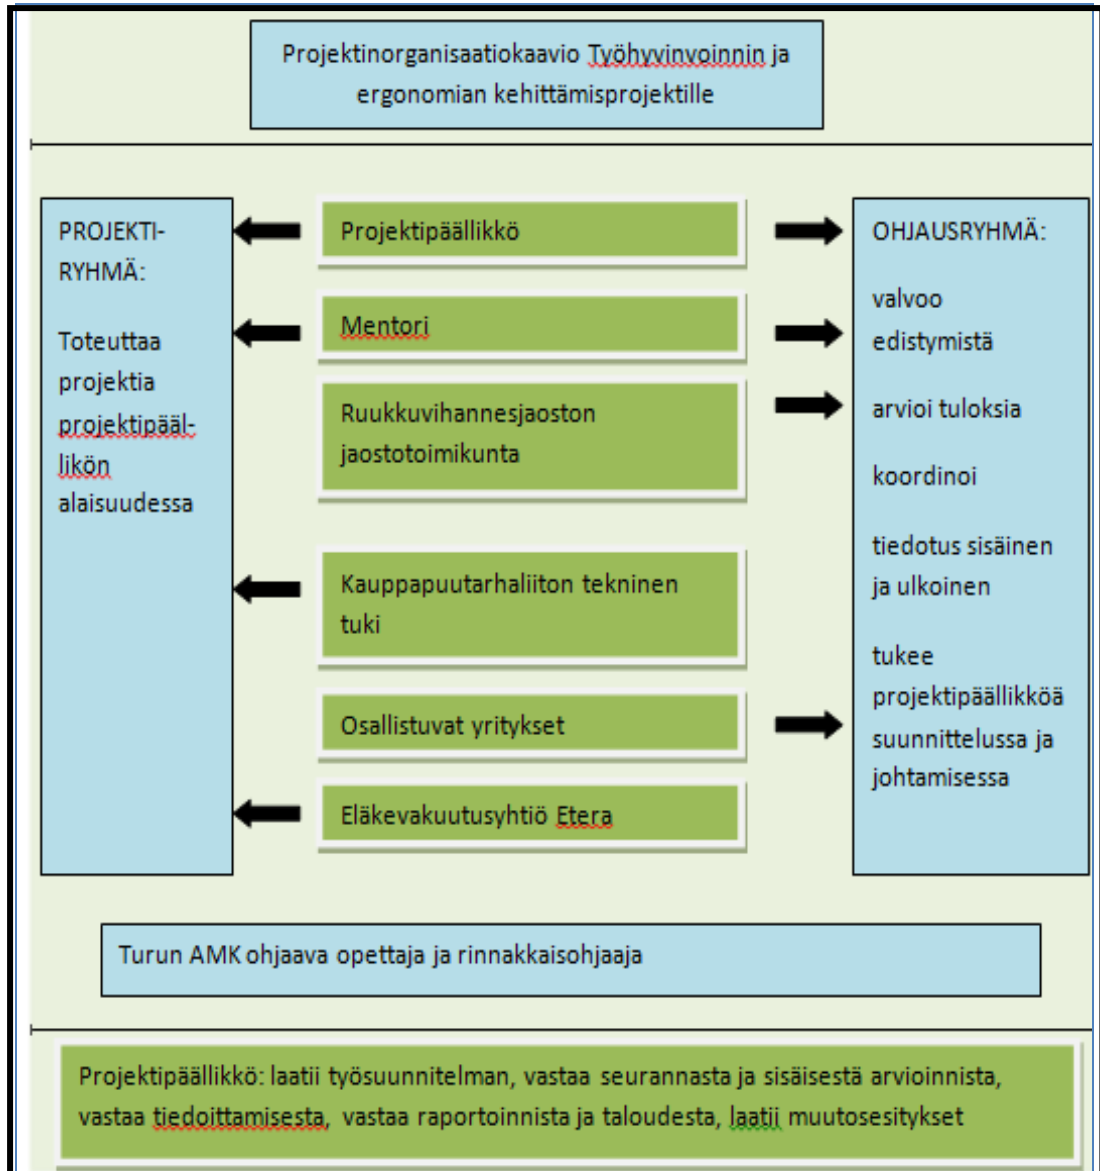 Projektinorganisaatiokaavio Työhyvinvoinnin ja
ergonomian kehittämisprojektille
PROJEKTI-
RYHMÄ:
Toteuttaa
projektia
projektipääl-
likön
alaisuudessa
Projektipäällikkö
Mentori
Ruukkuvihannesjaoston
jaostotoimikunta
Kauppapuutarhaliiton tekninen
tuki
Osallistuvat yritykset
Eläkevakuutusyhtiö Etera
OHJAUSRYHMÄ:
valvoo
edistymistä
arvioi tuloksia
koordinoi
tiedotus sisäinen
ja ulkoinen
tukee
projektipäällikköä
suunnittelussa ja
johtamisessa
Turun AMK ohjaava opettaja ja rinnakkaisohjaaja
Projektipäällikkö: laatii työsuunnitelman, vastaa seurannasta ja sisäisestä arvioinnista,
vastaa tiedoittamisesta, vastaa raportoinnista ja taloudesta, laatii muutosesitykset